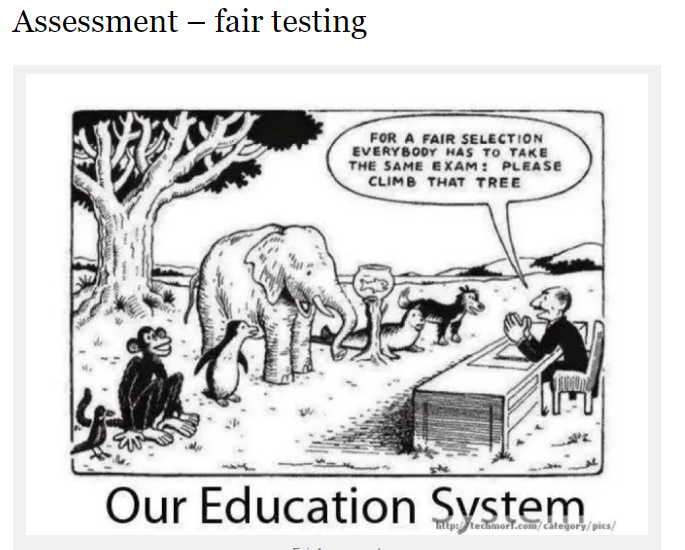 Assessment – fair testing
FOR A FAIR SELECTION
EVERYBODY HAS TO TAKE
THE SAME EXAM: PLEASE
CLIMB THAT TREE
Our Education System
http://techmorf.com/category/pics/